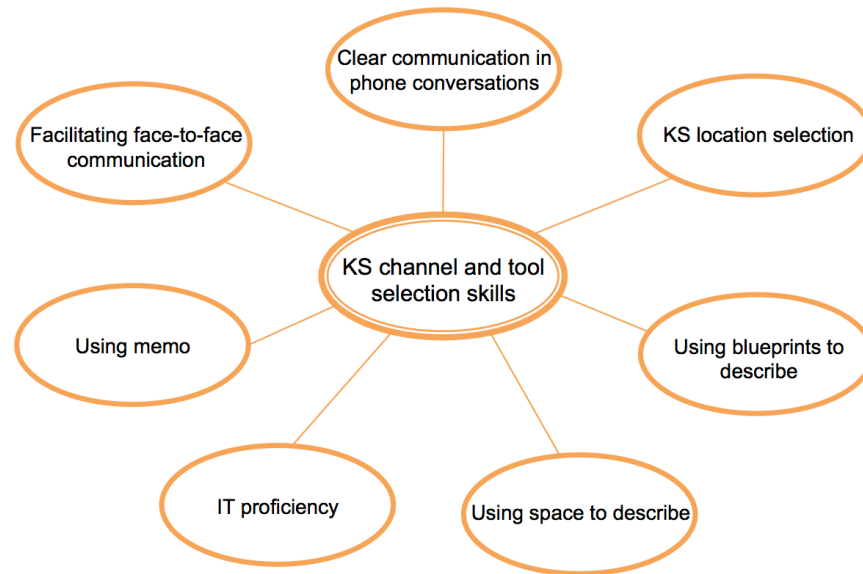 Clear communication in
phone conversations
Facilitating face-to-face
communication
KS location selection
KS channel and tool
selection skills
Using memo
Using blueprints to
describe
IT proficiency
Using space to describe